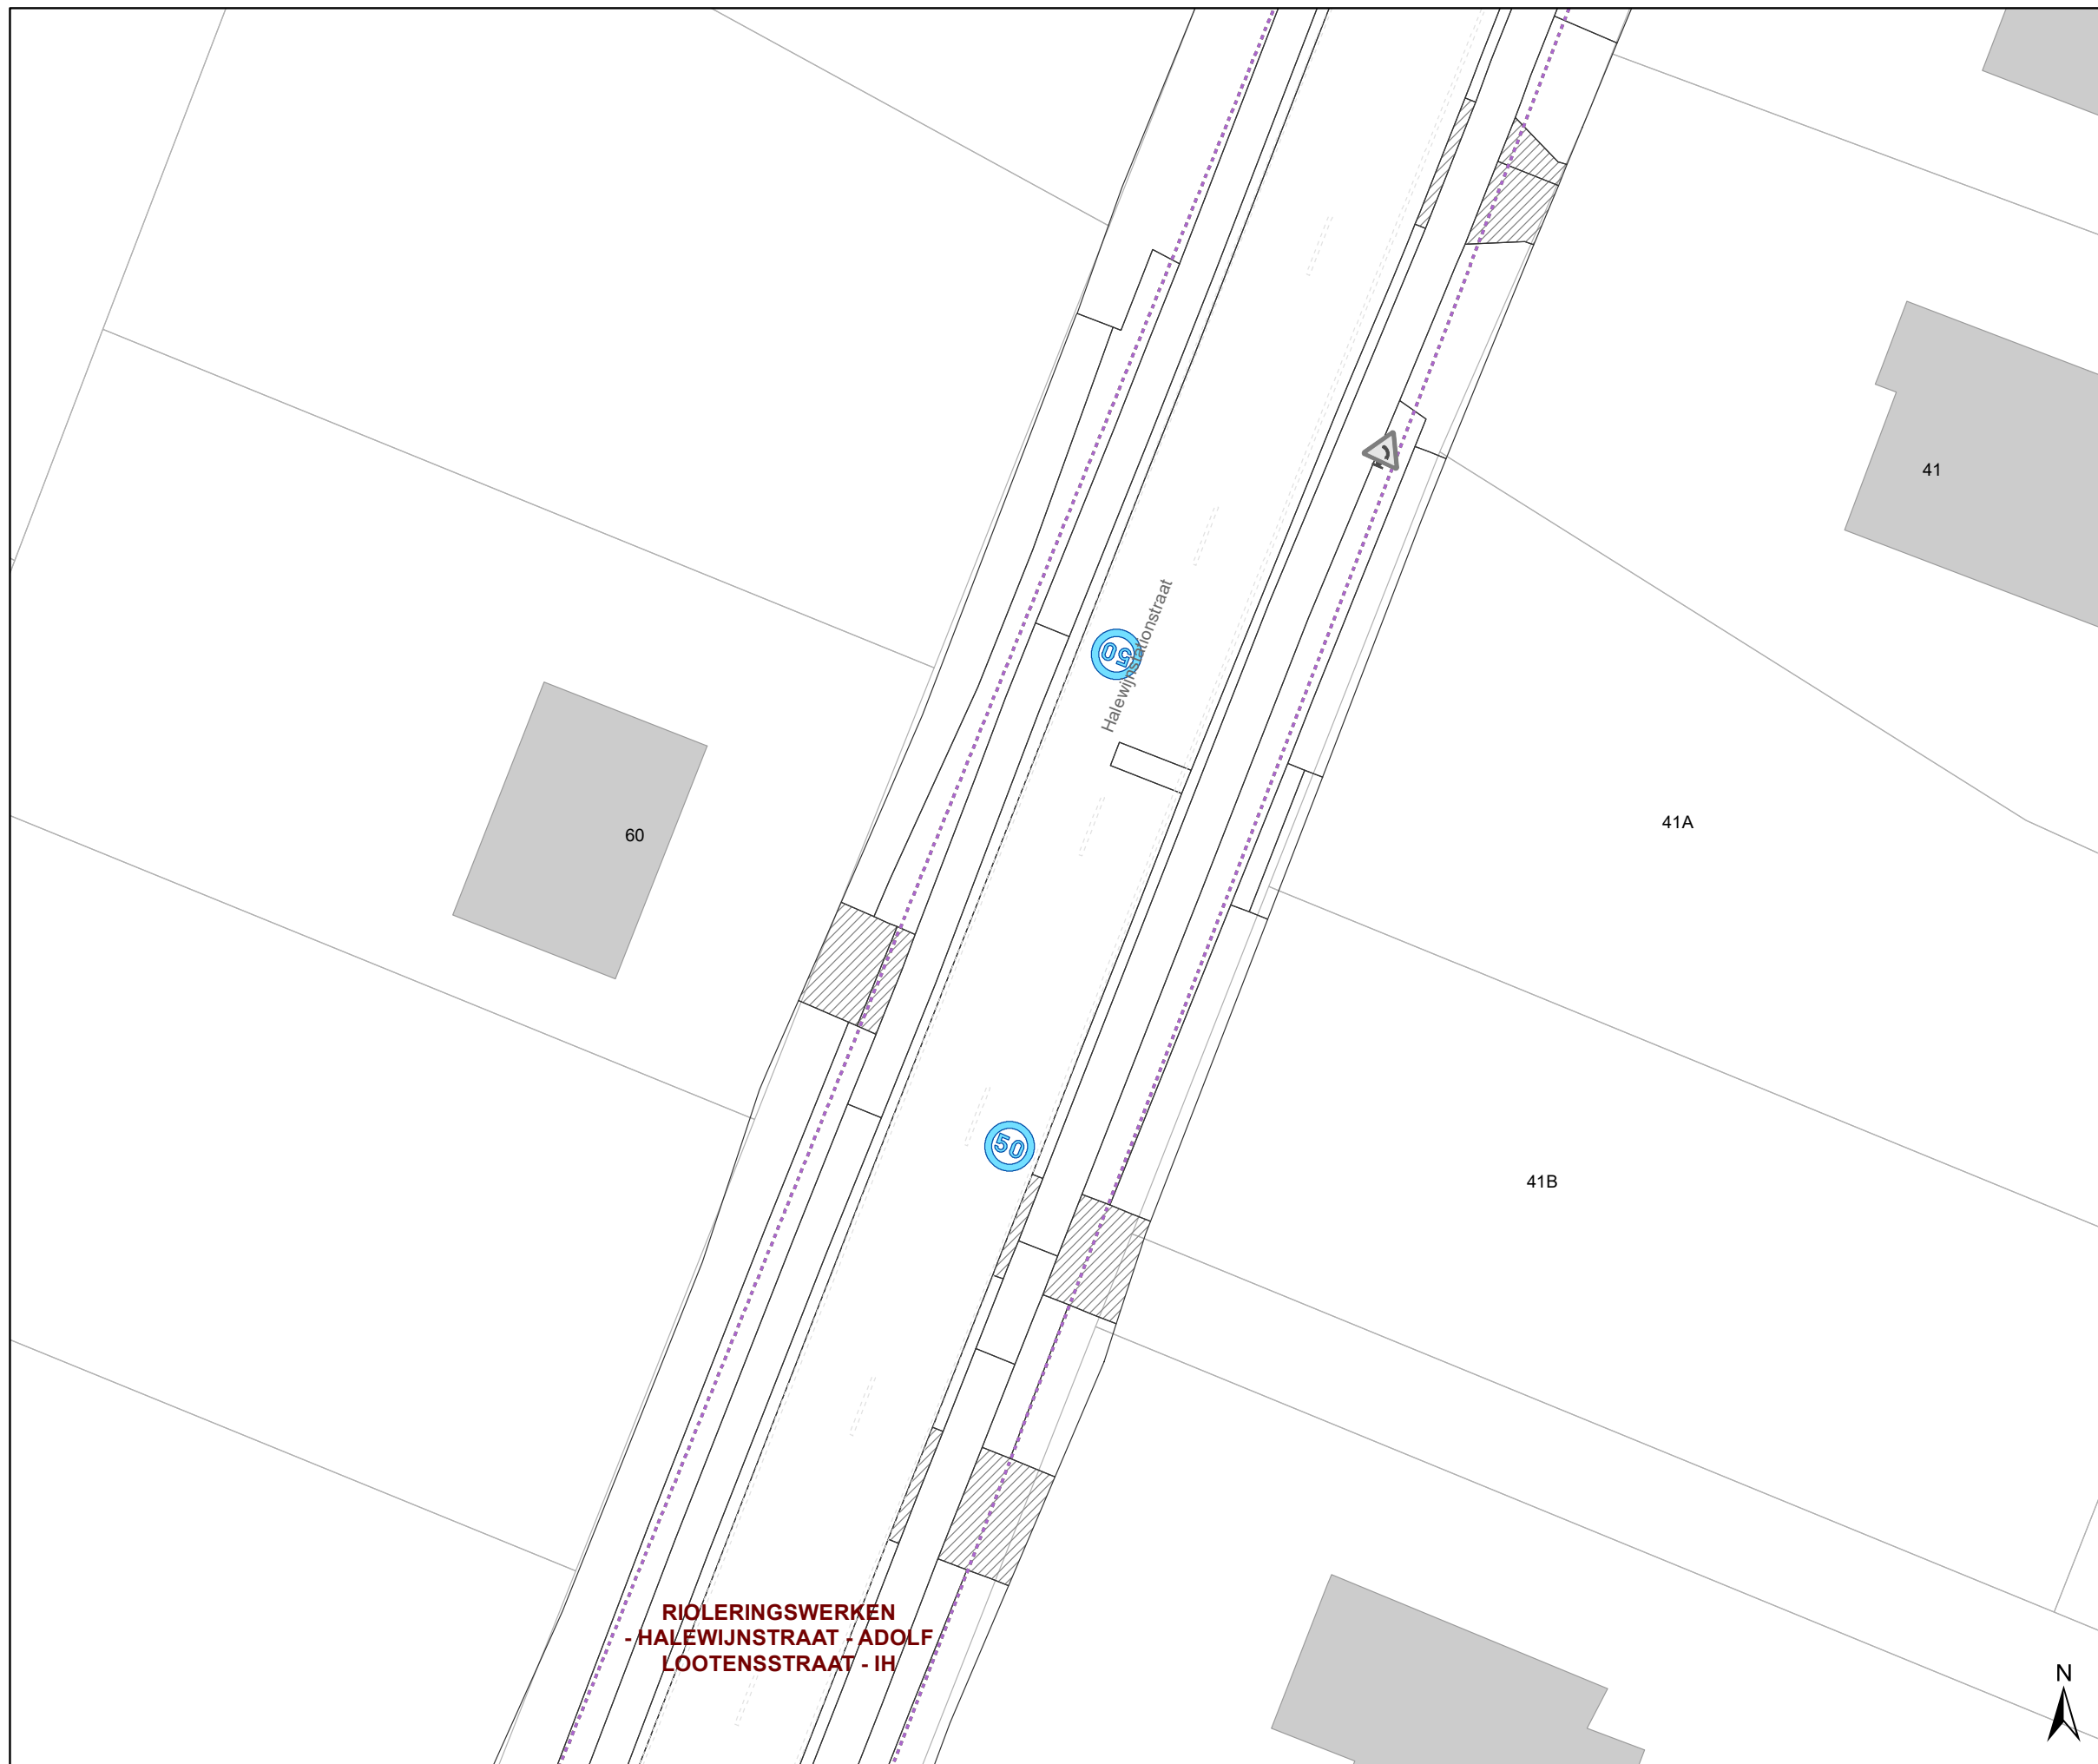 41
50
Halewijnstationstraat
60
41A
50
41B
RIOLERINGSWERKEN
- HALEWIJNSTRAAT - ADOLF
LOOTENSSTRAAT - IH
N